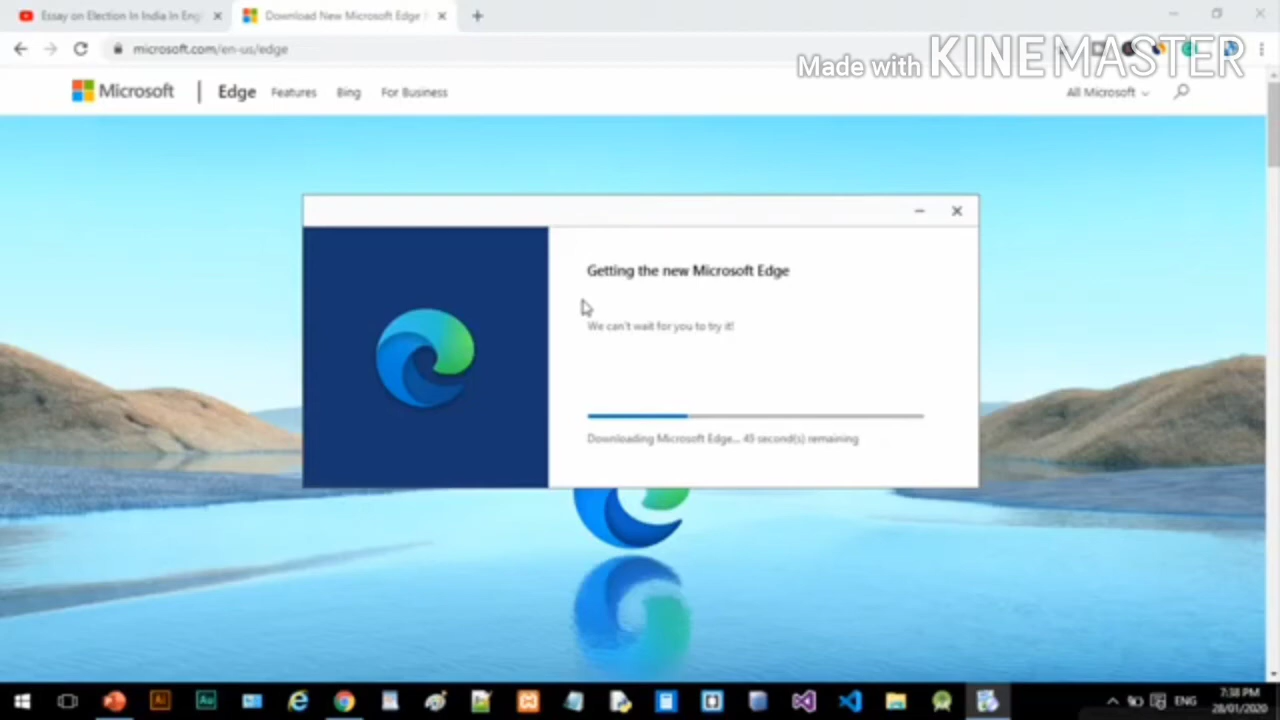 Essay on Election In India In Eng
Download New Microsoft Edge
microsoft.com/en-us/edge
Made with KINEMASTER
Microsoft | Edge Features Bing For Business
All Microsoft
Getting the new Microsoft Edge
We can't wait for you to try it!
Downloading Microsoft Edge... 45 second(s) remaining
Ai
Au
ENG
7:38 PM
28/01/2020